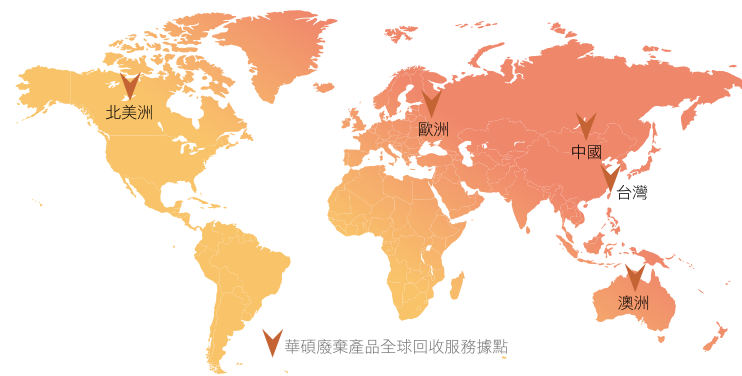 北美洲
歐洲
中國
台灣
澳洲
華碩廢棄產品全球回收服務據點